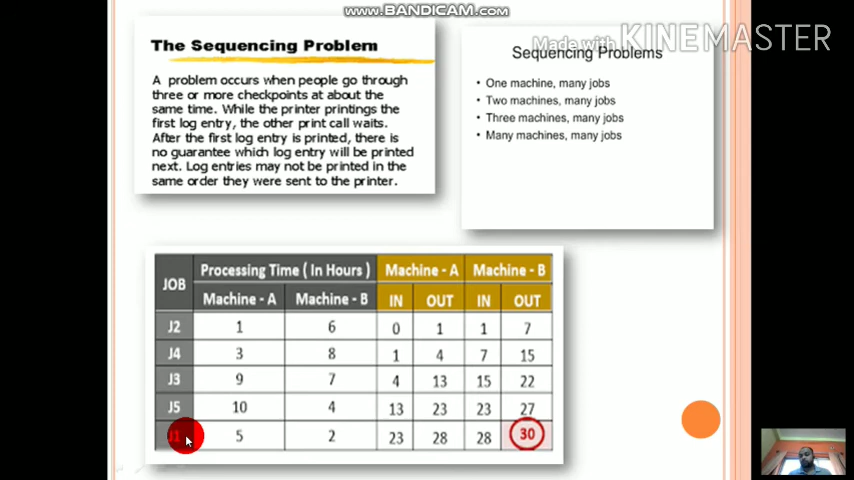 www.BANDICAM.com
Made with KINEMASTER
The Sequencing Problem
A problem occurs when people go through
three or more checkpoints at about the
same time. While the printer printings the
first log entry, the other print call waits.
After the first log entry is printed, there is
no guarantee which log entry will be printed
next. Log entries may not be printed in the
same order they were sent to the printer.
Sequencing Problems
• One machine, many jobs
• Two machines, many jobs
• Three machines, many jobs
• Many machines, many jobs
JOB Processing Time ( In Hours ) Machine - A Machine - B
Machine - A Machine - B IN OUT IN OUT
J2 1 6 0 1 1 7
J4 3 8 1 4 7 15
J3 9 7 4 13 15 22
J5 10 4 13 23 23 27
J1 5 2 23 28 28 30